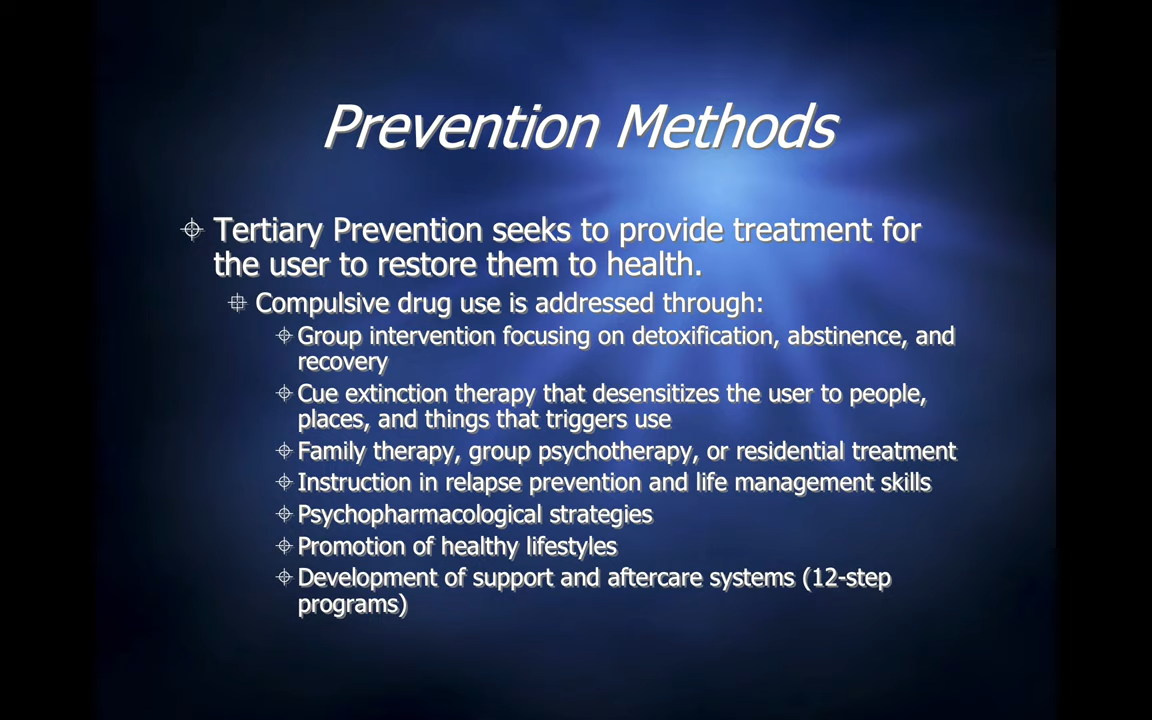 Prevention Methods
Tertiary Prevention seeks to provide treatment for
the user to restore them to health.
Compulsive drug use is addressed through:
Group intervention focusing on detoxification, abstinence, and
recovery
Cue extinction therapy that desensitizes the user to people,
places, and things that triggers use
Family therapy, group psychotherapy, or residential treatment
Instruction in relapse prevention and life management skills
Psychopharmacological strategies
Promotion of healthy lifestyles
Development of support and aftercare systems (12-step
programs)